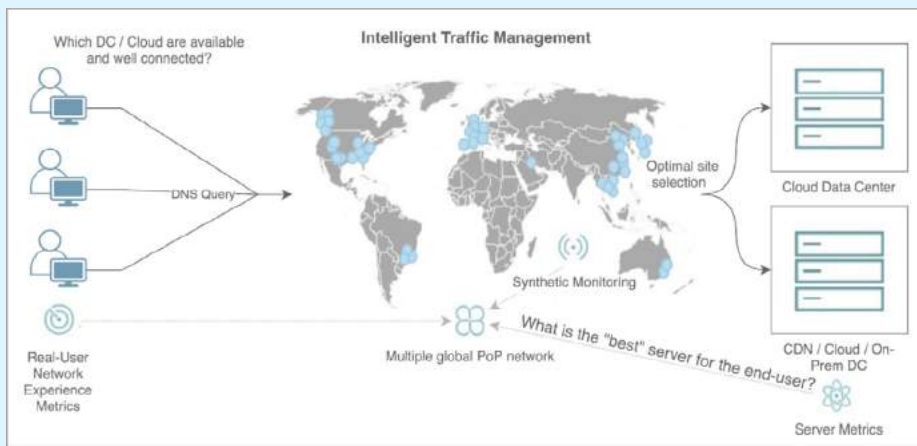 Which DC / Cloud are available
and well connected?
Intelligent Traffic Management
DNS Query
Optimal site
selection
Cloud Data Center
Synthetic Monitoring
Real-User
Network
Experience
Metrics
Multiple global PoP network
What is the "best" server for the end-user?
CDN / Cloud / On-
Prem DC
Server Metrics